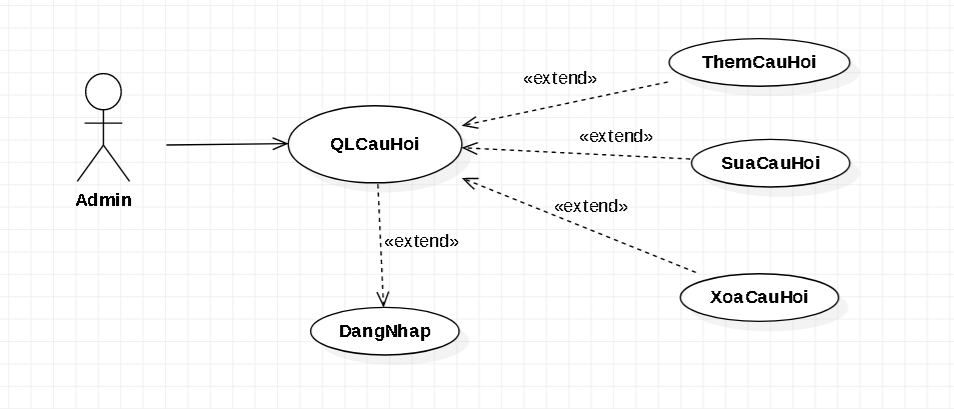 ThemCauHoi
«extend»
«extend»
QLCauHoi
SuaCauHoi
Admin
«extend»
«extend»
XoaCauHoi
DangNhap